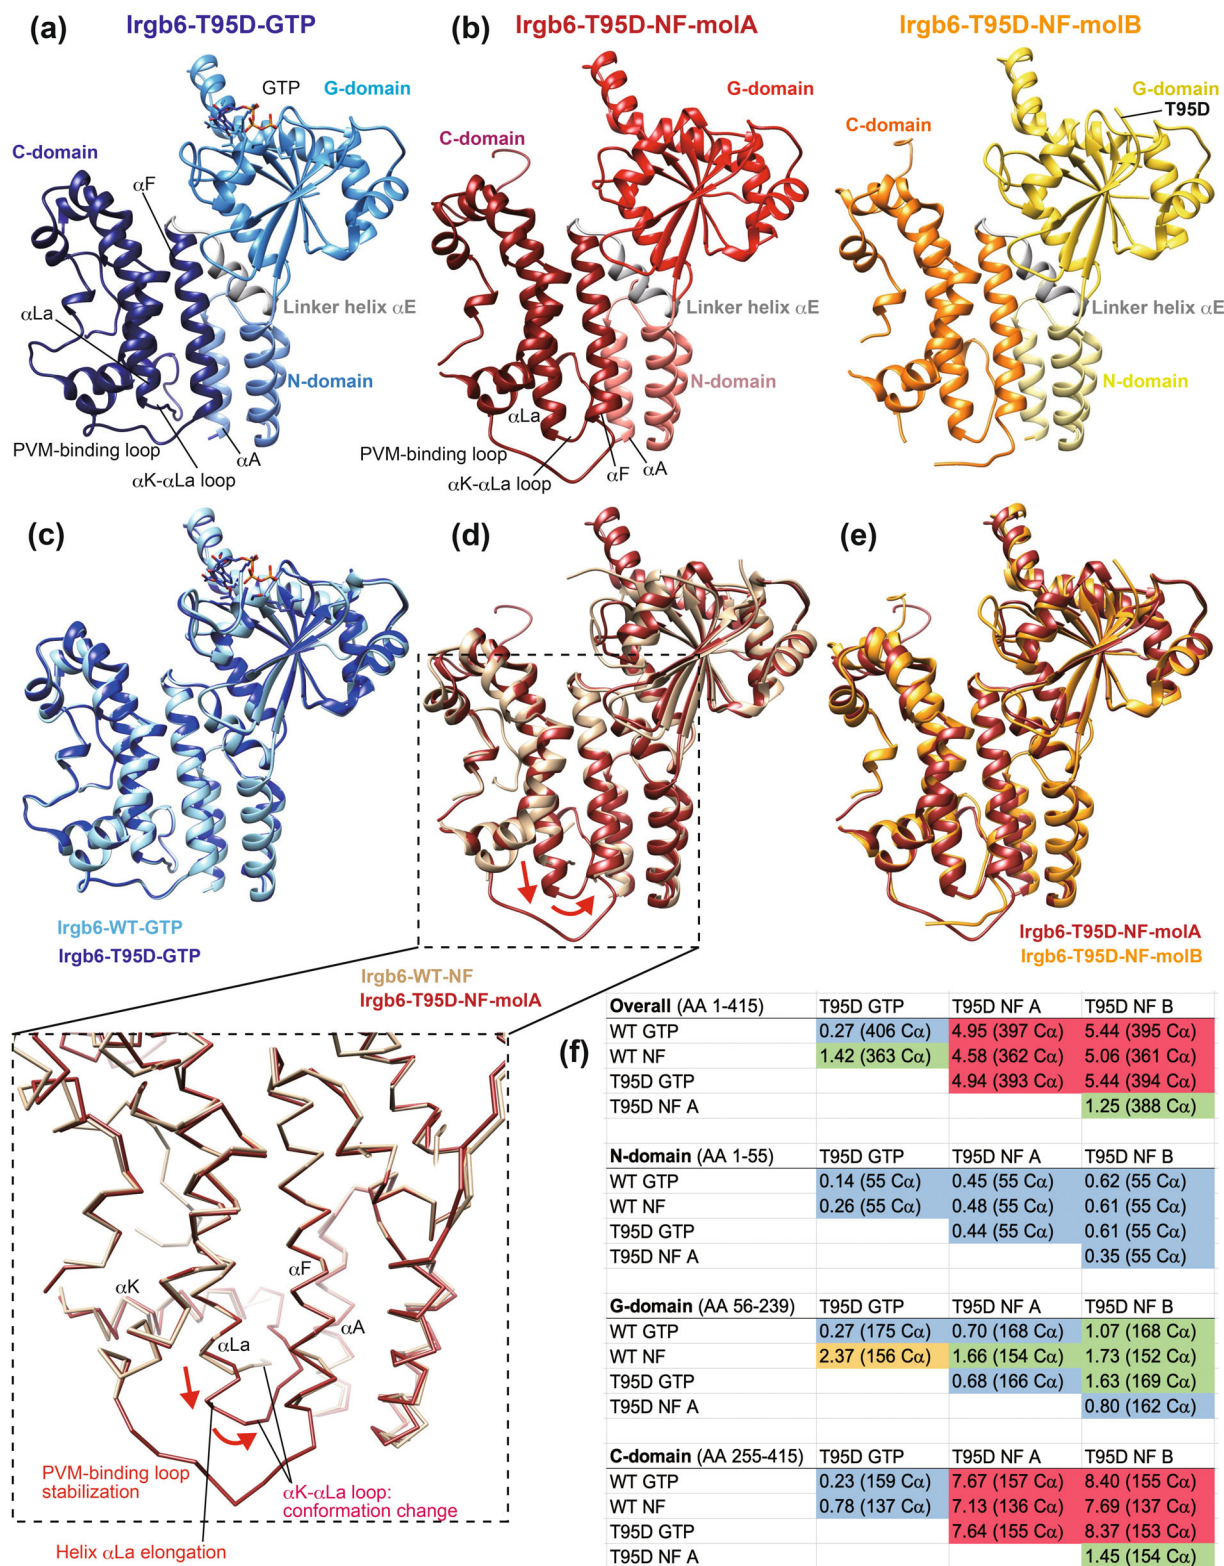 (a)
Irgb6-T95D-GTP
GTP
G-domain
C-domain
αF
αLa
Linker helix αE
N-domain
PVM-binding loop
αK-αLa loop
αA
(b)
Irgb6-T95D-NF-molA
G-domain
C-domain
Linker helix αE
αLa
N-domain
PVM-binding loop
αK-αLa loop
αF
αA
Irgb6-T95D-NF-molB
G-domain
T95D
C-domain
Linker helix αE
N-domain
(c)
Irgb6-WT-GTP
Irgb6-T95D-GTP
(d)
Irgb6-WT-NF
Irgb6-T95D-NF-molA
(e)
Irgb6-T95D-NF-molA
Irgb6-T95D-NF-molB
αK
αF
αLa
αA
PVM-binding loop
stabilization
αK-αLa loop:
conformation change
Helix αLa elongation
(f)
Overall (AA 1-415) T95D GTP T95D NF A T95D NF B
WT GTP 0.27 (406 Cα) 4.95 (397 Cα) 5.44 (395 Cα)
WT NF 1.42 (363 Cα) 4.58 (362 Cα) 5.06 (361 Cα)
T95D GTP 4.94 (393 Cα) 5.44 (394 Cα)
T95D NF A 1.25 (388 Cα)
N-domain (AA 1-55) T95D GTP T95D NF A T95D NF B
WT GTP 0.14 (55 Cα) 0.45 (55 Cα) 0.62 (55 Cα)
WT NF 0.26 (55 Cα) 0.48 (55 Cα) 0.61 (55 Cα)
T95D GTP 0.44 (55 Cα) 0.61 (55 Cα)
T95D NF A 0.35 (55 Cα)
G-domain (AA 56-239) T95D GTP T95D NF A T95D NF B
WT GTP 0.27 (175 Cα) 0.70 (168 Cα) 1.07 (168 Cα)
WT NF 2.37 (156 Cα) 1.66 (154 Cα) 1.73 (152 Cα)
T95D GTP 0.68 (166 Cα) 1.63 (169 Cα)
T95D NF A 0.80 (162 Cα)
C-domain (AA 255-415) T95D GTP T95D NF A T95D NF B
WT GTP 0.23 (159 Cα) 7.67 (157 Cα) 8.40 (155 Cα)
WT NF 0.78 (137 Cα) 7.13 (136 Cα) 7.69 (137 Cα)
T95D GTP 7.64 (155 Cα) 8.37 (153 Cα)
T95D NF A 1.45 (154 Cα)